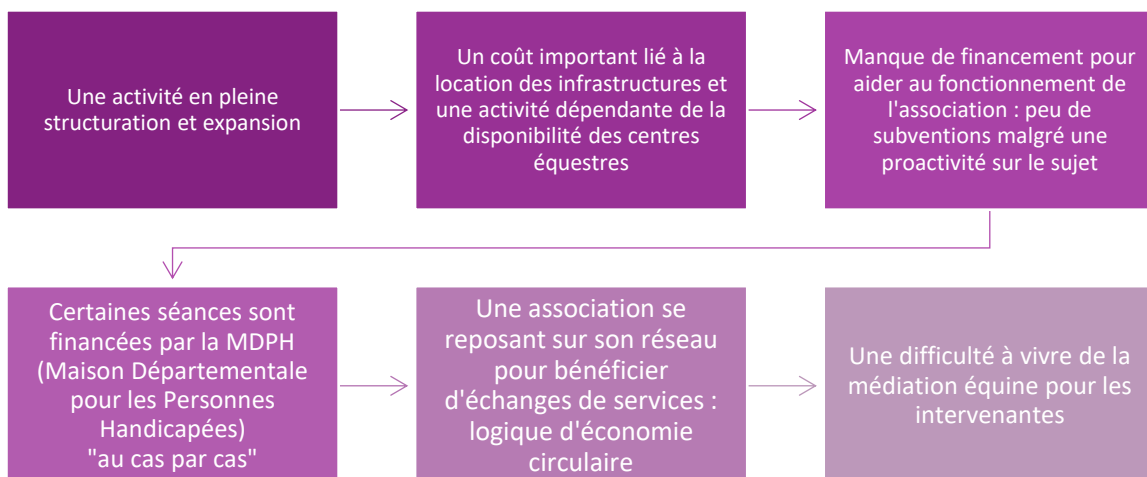 Une activité en pleine
structuration et expansion
Un coût important lié à la
location des infrastructures et
une activité dépendante de la
disponibilité des centres
équestres
Manque de financement pour
aider au fonctionnement de
l'association : peu de
subventions malgré une
proactivité sur le sujet
Certaines séances sont
financées par la MDPH
(Maison Départementale
pour les Personnes
Handicapées)
"au cas par cas"
Une association se
reposant sur son réseau
pour bénéficier
d'échanges de services :
logique d'économie
circulaire
Une difficulté à vivre de la
médiation équine pour les
intervenantes